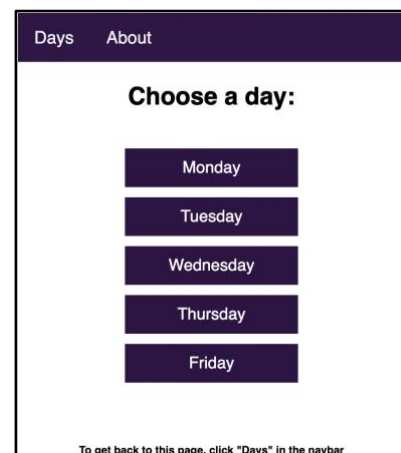 Days About
Choose a day:
Monday
Tuesday
Wednesday
Thursday
Friday
To get back to this page, click "Days" in the navbar